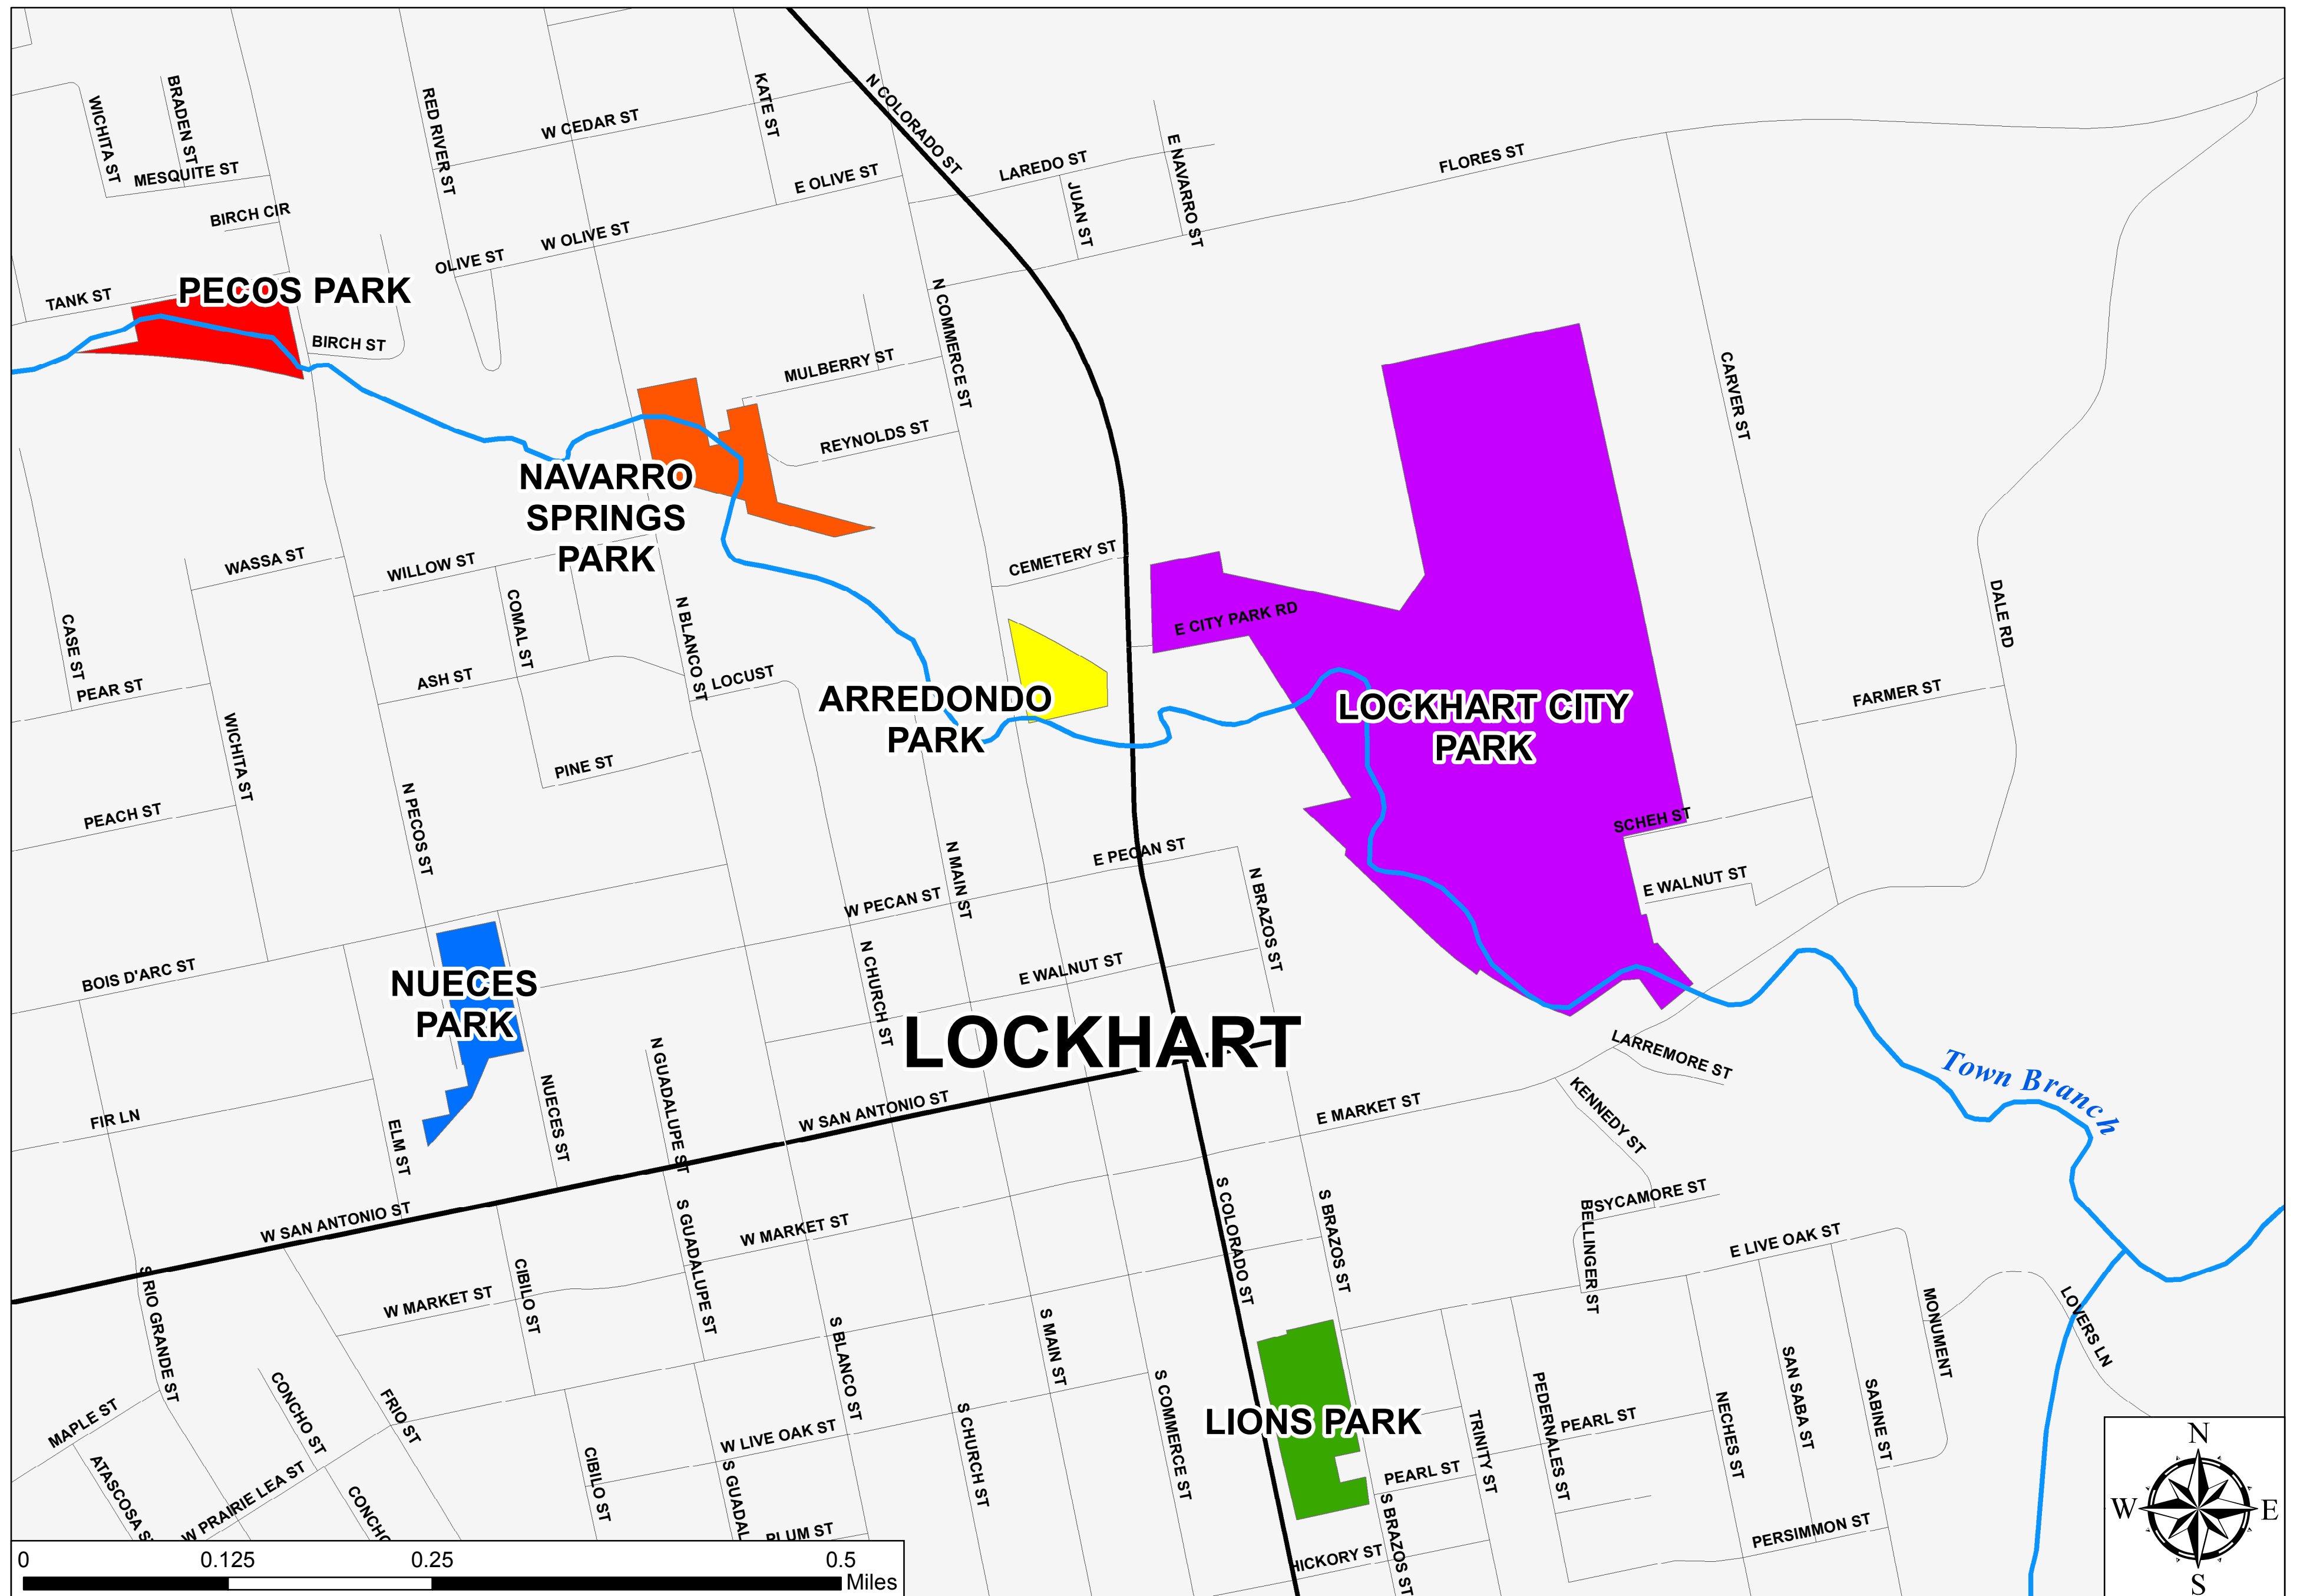 WICHITA ST
BRADEN ST
MESQUITE ST
BIRCH CIR
RED RIVER ST
W CEDAR ST
KATE ST
N COLORADO ST
E OLIVE ST
W OLIVE ST
OLIVE ST
LAREDO ST
JUAN ST
E NAVARRO ST
FLORES ST
TANK ST
PECOS PARK
BIRCH ST
N COMMERCE ST
MULBERRY ST
REYNOLDS ST
CARVER ST
NAVARRO
SPRINGS
PARK
WASSA ST
WILLOW ST
CEMETERY ST
CASE ST
COMAL ST
N BLANCO ST
E CITY PARK RD
DALE RD
PEAR ST
ASH ST
LOCUST
ARREDONDO
PARK
LOCKHART CITY
PARK
FARMER ST
WICHITA ST
PINE ST
PEACH ST
N PECOS ST
SCHEH ST
E PECAN ST
N MAIN ST
W PECAN ST
N BRAZOS ST
E WALNUT ST
BOIS D'ARC ST
NUECES
PARK
N CHURCH ST
E WALNUT ST
LOCKHART
LARREMORE ST
Town Branch
FIR LN
ELM ST
NUECES ST
N GUADALUPE ST
W SAN ANTONIO ST
E MARKET ST
KENNEDY ST
W SAN ANTONIO ST
S GUADALUPE ST
W MARKET ST
S COLORADO ST
S BRAZOS ST
SYCAMORE ST
BELLINGER ST
E LIVE OAK ST
S RIO GRANDE ST
W MARKET ST
CIBILO ST
S BLANCO ST
S MAIN ST
MONUMENT
LOVERS LN
MAPLE ST
CONCHO ST
FRIO ST
W LIVE OAK ST
S CHURCH ST
S COMMERCE ST
LIONS PARK
TRINITY ST
PEDERNALES ST
PEARL ST
PEARL ST
NECHES ST
SAN SABA ST
SABINE ST
ATASCOSA S
W PRAIRIE LEA ST
CONCHO
CIBILO ST
S GUADAL
PLUM ST
HICKORY ST
S BRAZOS ST
PERSIMMON ST
N
W E
S
0 0.125 0.25 0.5
Miles